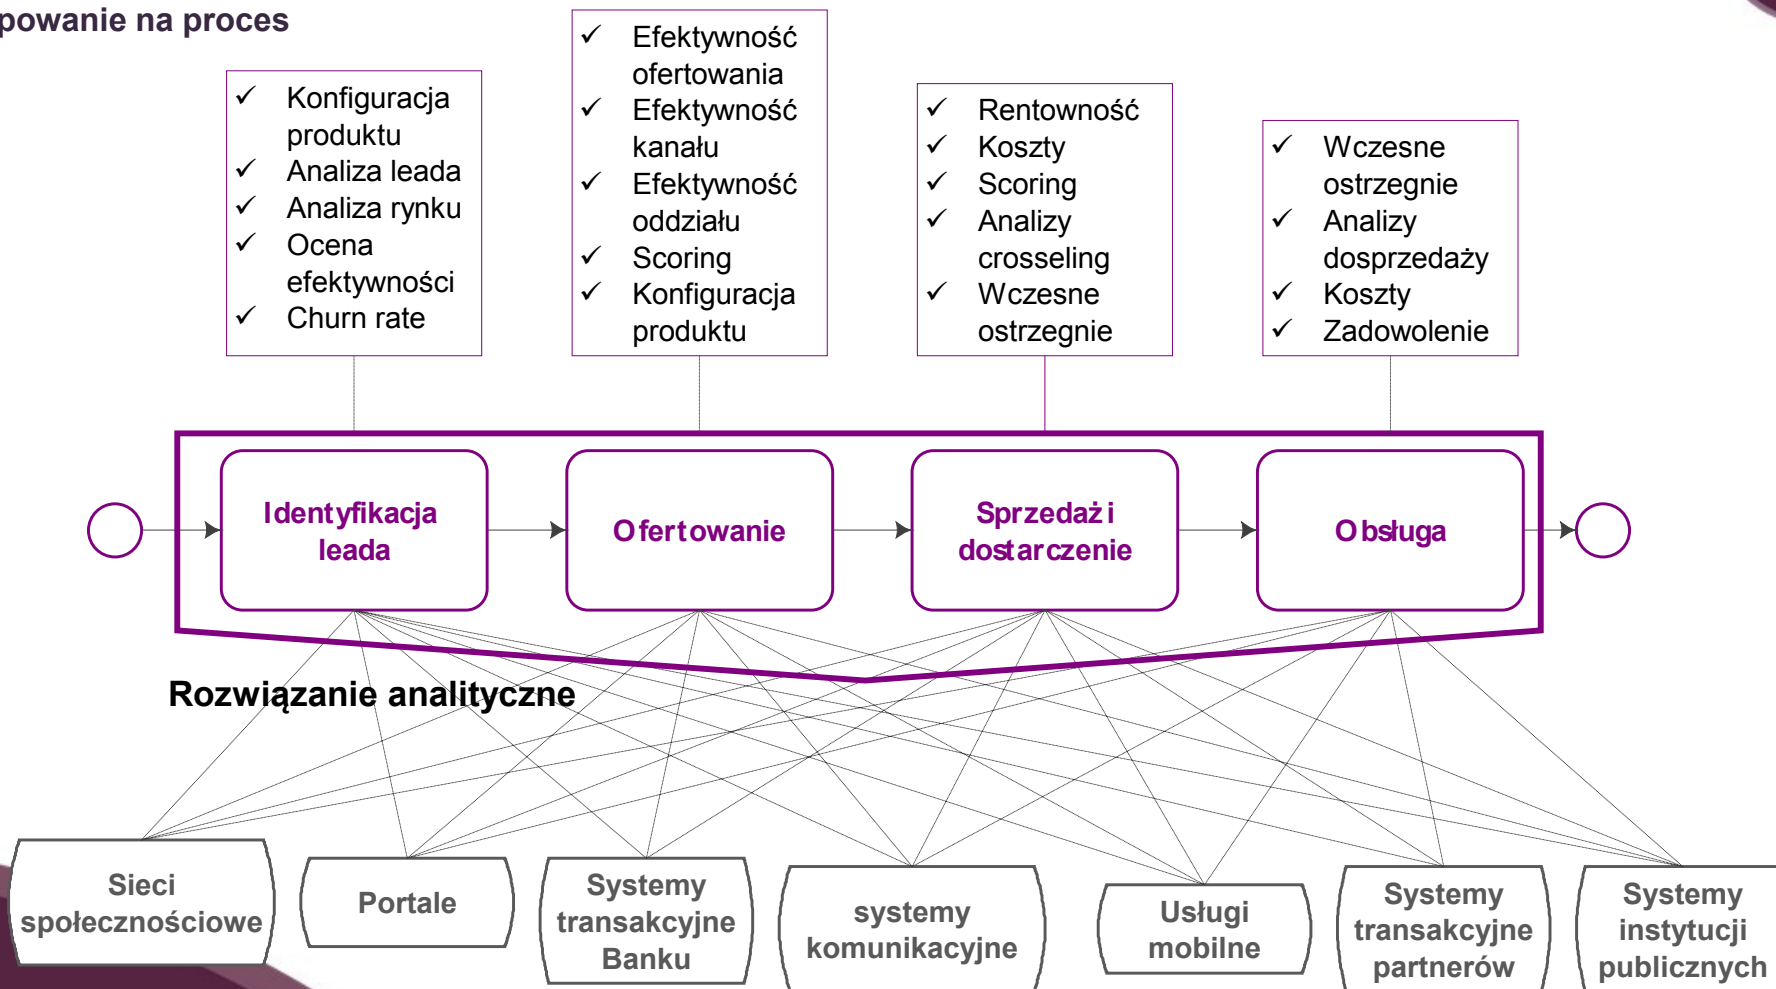 powanie na proces
Konfiguracja
produktu
Analiza leada
Analiza rynku
Ocena
efektywności
Churn rate
Efektywność
ofertowania
Efektywność
kanału
Efektywność
oddziału
Scoring
Konfiguracja
produktu
Rentowność
Koszty
Scoring
Analizy
crosseling
Wczesne
ostrzegnie
Wczesne
ostrzegnie
Analizy
dosprzedaży
Koszty
Zadowolenie
Identyfikacja
leada
Ofertowanie
Sprzedaż i
dostarczenie
Obsługa
Rozwiązanie analityczne
Sieci
społecznościowe
Portale
Systemy
transakcyjne
Banku
systemy
komunikacyjne
Usługi
mobilne
Systemy
transakcyjne
partnerów
Systemy
instytucji
publicznych